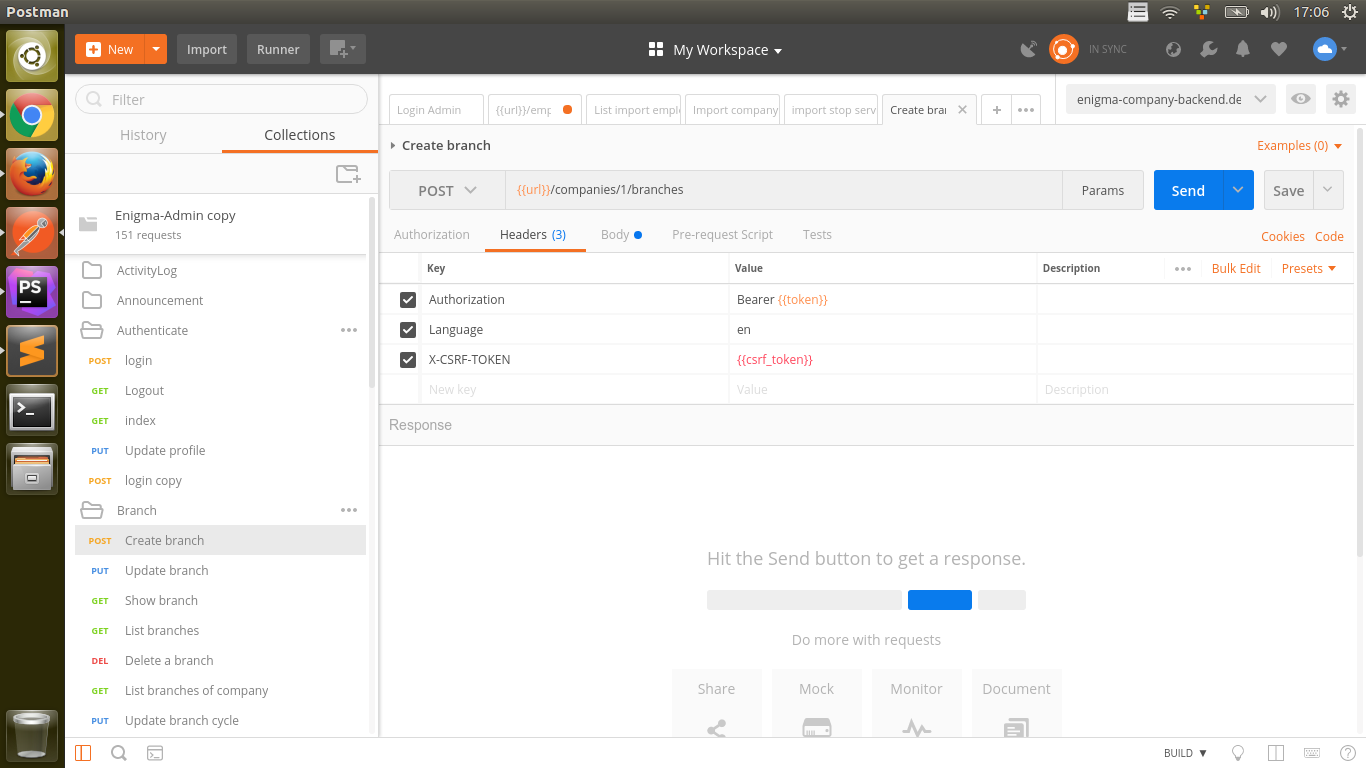 Postman
17:06
New
Import
Runner
My Workspace
IN SYNC
Filter
History
Collections
Enigma-Admin copy
151 requests
ActivityLog
Announcement
Authenticate
POST login
GET Logout
GET index
PUT Update profile
POST login copy
Branch
POST Create branch
PUT Update branch
GET Show branch
GET List branches
DEL Delete a branch
GET List branches of company
PUT Update branch cycle
Login Admin
{{url}}/emp
List import empl
Import company
import stop serv
Create bran
enigma-company-backend.de
Create branch
Examples (0)
POST
{{url}}/companies/1/branches
Params
Send
Save
Authorization
Headers (3)
Body
Pre-request Script
Tests
Cookies
Code
Key Value Description
Bulk Edit
Presets
Authorization Bearer {{token}}
Language en
X-CSRF-TOKEN {{csrf_token}}
New key Value Description
Response
Hit the Send button to get a response.
Do more with requests
Share
Mock
Monitor
Document
BUILD
PS